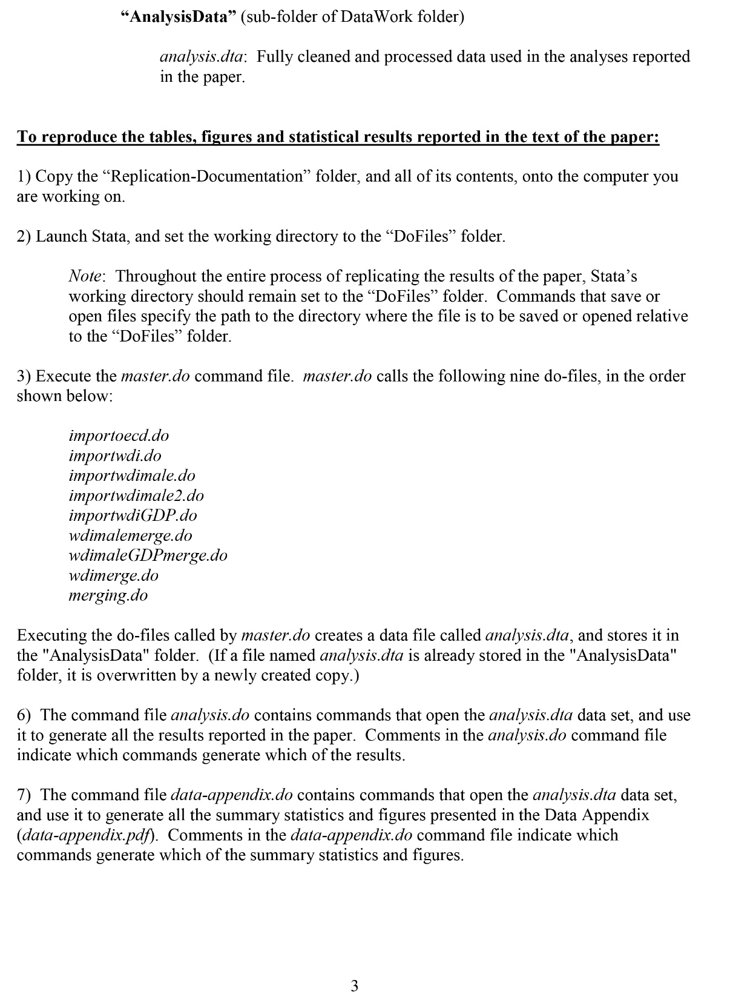 “AnalysisData” (sub-folder of DataWork folder)
analysis.dta:  Fully cleaned and processed data used in the analyses reported
in the paper.
To reproduce the tables, figures and statistical results reported in the text of the paper:
1) Copy the “Replication-Documentation” folder, and all of its contents, onto the computer you
are working on.
2) Launch Stata, and set the working directory to the “DoFiles” folder.
Note:  Throughout the entire process of replicating the results of the paper, Stata’s
working directory should remain set to the “DoFiles” folder.  Commands that save or
open files specify the path to the directory where the file is to be saved or opened relative
to the “DoFiles” folder.
3) Execute the master.do command file.  master.do calls the following nine do-files, in the order
shown below:
importoecd.do
importwdi.do
importwdimale.do
importwdimale2.do
importwdiGDP.do
wdimalemerge.do
wdimaleGDPmerge.do
wdimerge.do
merging.do
Executing the do-files called by master.do creates a data file called analysis.dta, and stores it in
the "AnalysisData" folder.  (If a file named analysis.dta is already stored in the "AnalysisData"
folder, it is overwritten by a newly created copy.)
6)  The command file analysis.do contains commands that open the analysis.dta data set, and use
it to generate all the results reported in the paper.  Comments in the analysis.do command file
indicate which commands generate which of the results.
7)  The command file data-appendix.do contains commands that open the analysis.dta data set,
and use it to generate all the summary statistics and figures presented in the Data Appendix
(data-appendix.pdf).  Comments in the data-appendix.do command file indicate which
commands generate which of the summary statistics and figures.
3